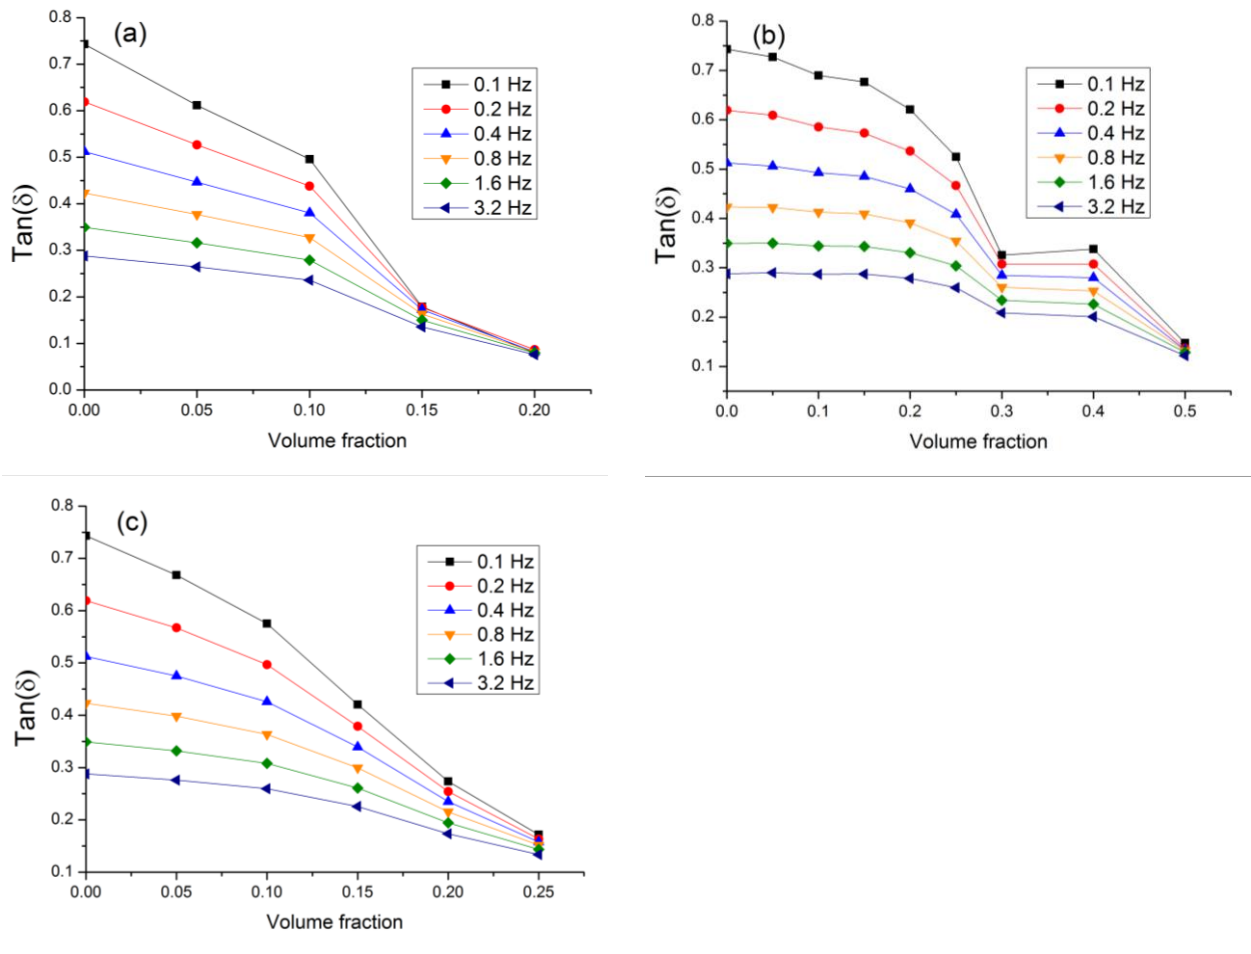 (a)
0.8
0.7
0.6
0.5
0.4
0.3
0.2
0.1
0.0
Tan(δ)
0.1 Hz
0.2 Hz
0.4 Hz
0.8 Hz
1.6 Hz
3.2 Hz
0.00 0.05 0.10 0.15 0.20
Volume fraction
(b)
0.8
0.7
0.6
0.5
0.4
0.3
0.2
0.1
Tan(δ)
0.1 Hz
0.2 Hz
0.4 Hz
0.8 Hz
1.6 Hz
3.2 Hz
0.0 0.1 0.2 0.3 0.4 0.5
Volume fraction
(c)
0.8
0.7
0.6
0.5
0.4
0.3
0.2
0.1
Tan(δ)
0.1 Hz
0.2 Hz
0.4 Hz
0.8 Hz
1.6 Hz
3.2 Hz
0.00 0.05 0.10 0.15 0.20 0.25
Volume fraction